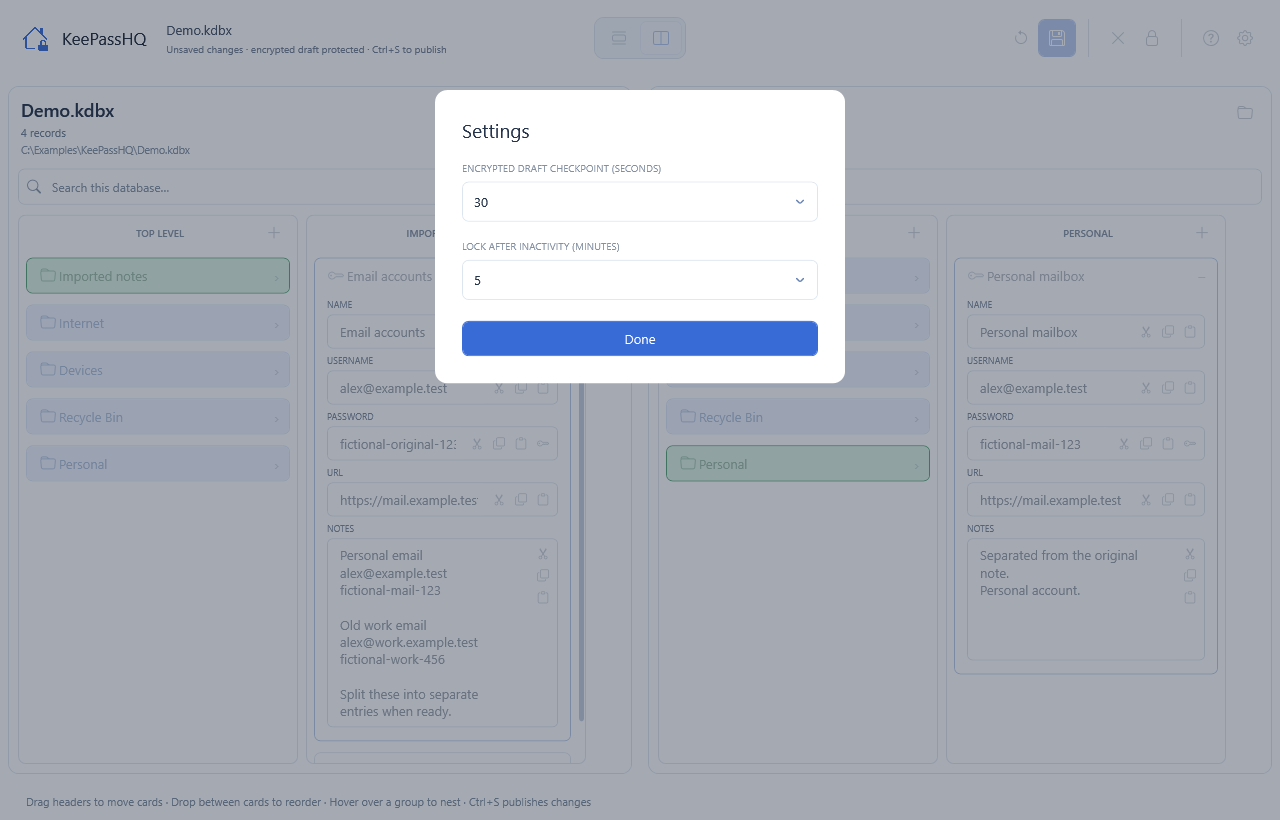 KeePassHQ
Demo.kdbx
Unsaved changes · encrypted draft protected · Ctrl+S to publish
Demo.kdbx
4 records
C:\Examples\KeePassHQ\Demo.kdbx
Search this database...
Settings
ENCRYPTED DRAFT CHECKPOINT (SECONDS)
30
LOCK AFTER INACTIVITY (MINUTES)
5
Done
TOP LEVEL
Imported notes
Internet
Devices
Recycle Bin
Personal
Email accounts
NAME
Email accounts
USERNAME
alex@example.test
PASSWORD
fictional-original-123
URL
https://mail.example.tes
NOTES
Personal email
alex@example.test
fictional-mail-123
Old work email
alex@work.example.test
fictional-work-456
Split these into separate
entries when ready.
Recycle Bin
Personal
PERSONAL
Personal mailbox
NAME
Personal mailbox
USERNAME
alex@example.test
PASSWORD
fictional-mail-123
URL
https://mail.example.test
NOTES
Separated from the original
note.
Personal account.
Drag headers to move cards · Drop between cards to reorder · Hover over a group to nest · Ctrl+S publishes changes